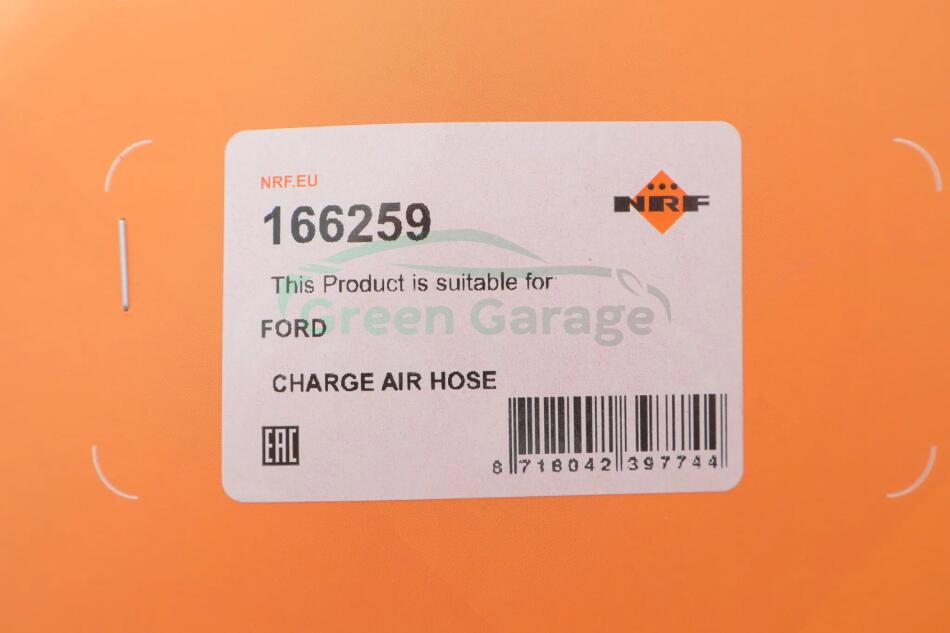 NRF.EU
166259
NRF
This Product is suitable for
Green Garage
FORD
CHARGE AIR HOSE
EAC
8 718042 397744